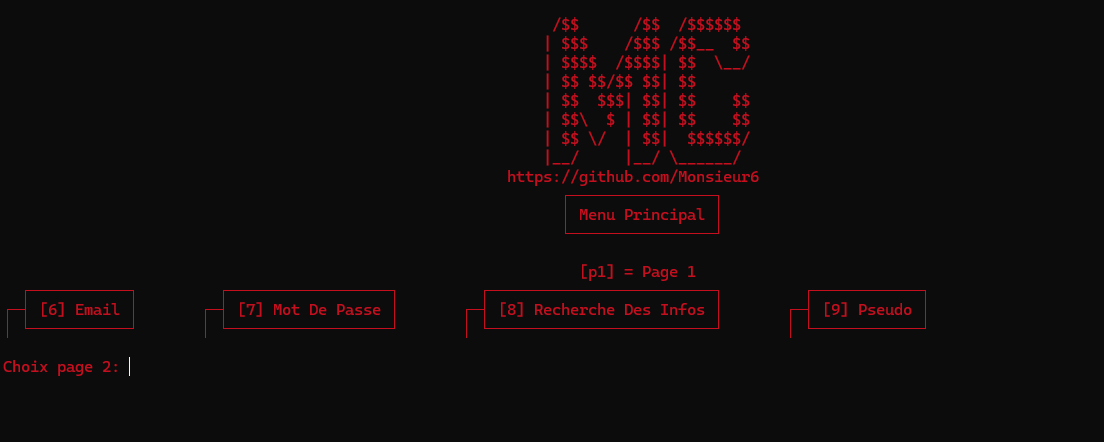 /$$      /$$  /$$$$$$
| $$$    /$$$ /$$__  $$
| $$$$  /$$$$| $$  \__/
| $$ $$/$$ $$| $$
| $$  $$$| $$| $$    $$
| $$\  $ | $$| $$    $$
| $$ \/  | $$|  $$$$$$/
|__/     |__/ \______/
https://github.com/Monsieur6
Menu Principal
[p1] = Page 1
[6] Email [7] Mot De Passe [8] Recherche Des Infos [9] Pseudo
Choix page 2: